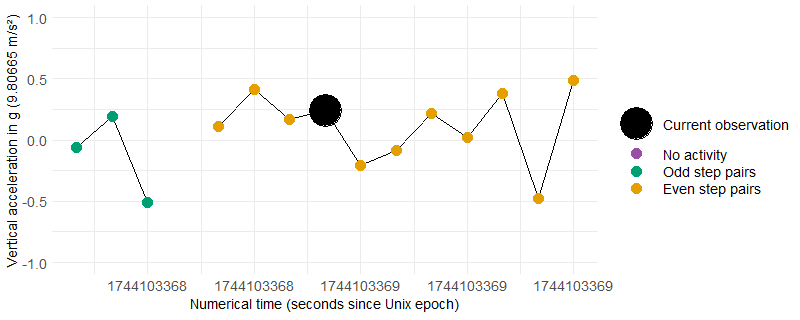 Vertical acceleration in g (9.80665 m/s²)
1.0
0.5
0.0
-0.5
-1.0
1744103368 1744103368 1744103369 1744103369 1744103369
Numerical time (seconds since Unix epoch)
Current observation
No activity
Odd step pairs
Even step pairs